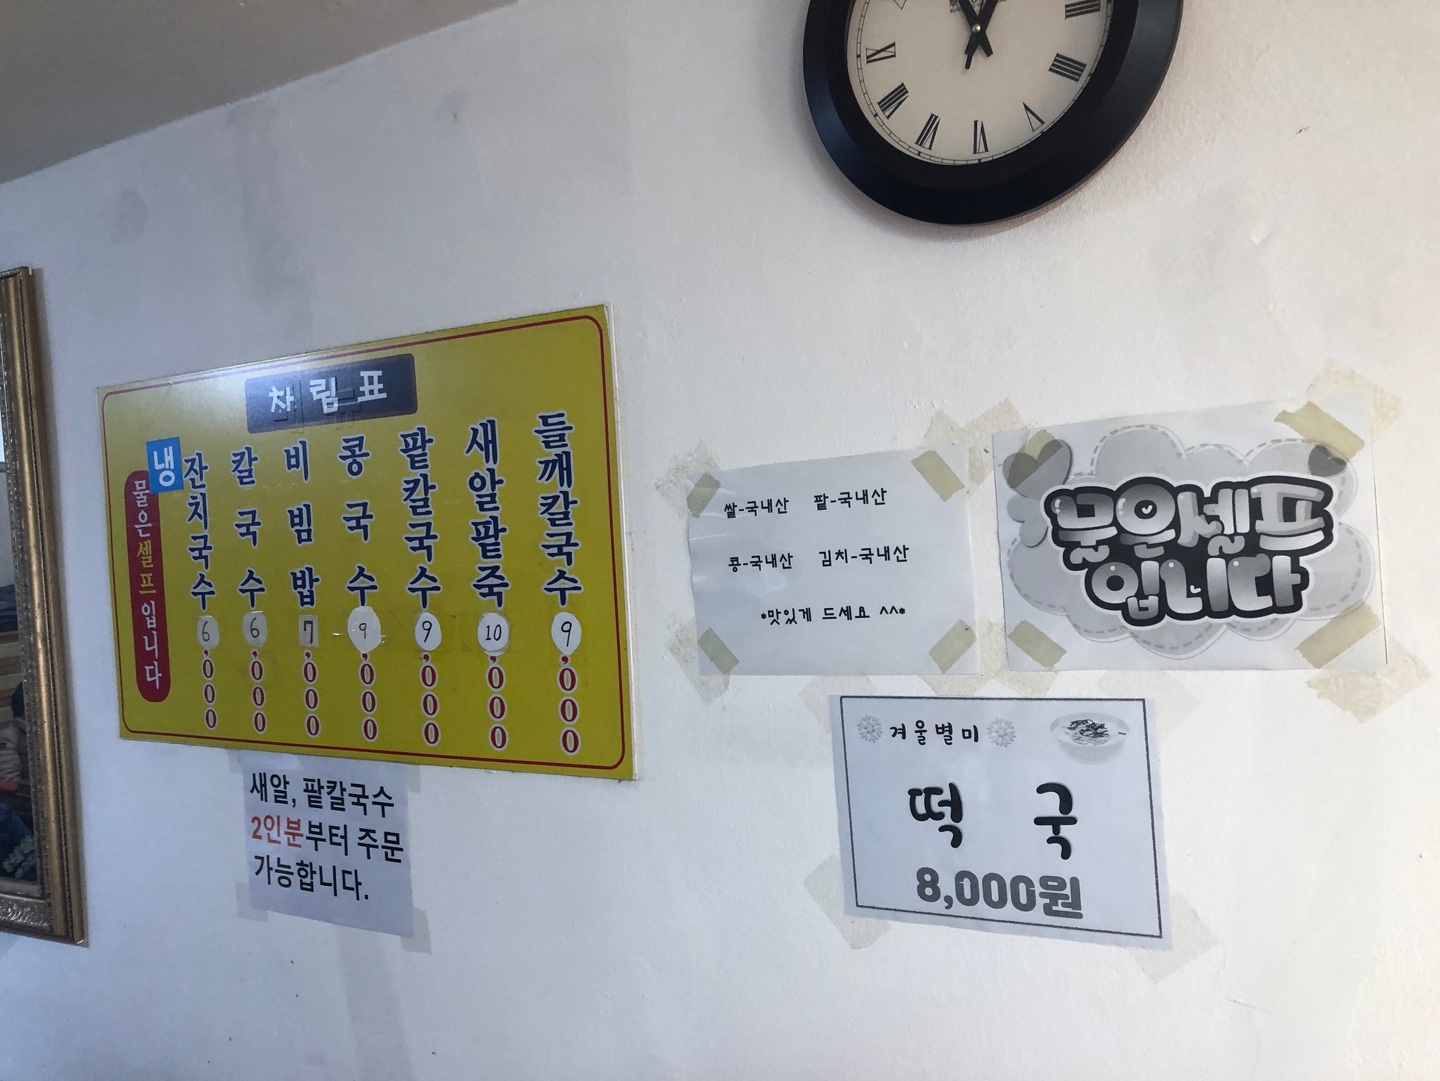 차림표
냉 잔치국수 6,000
칼국수 6,000
비빔밥 7,000
콩국수 9,000
팥칼국수 9,000
새알팥죽 10,000
들깨칼국수 9,000
물은셀프입니다
새알, 팥칼국수
2인분부터 주문
가능합니다.
쌀-국내산 팥-국내산
콩-국내산 김치-국내산
*맛있게 드세요 ^^*
물은셀프
입니다
겨울별미
떡국
8,000원